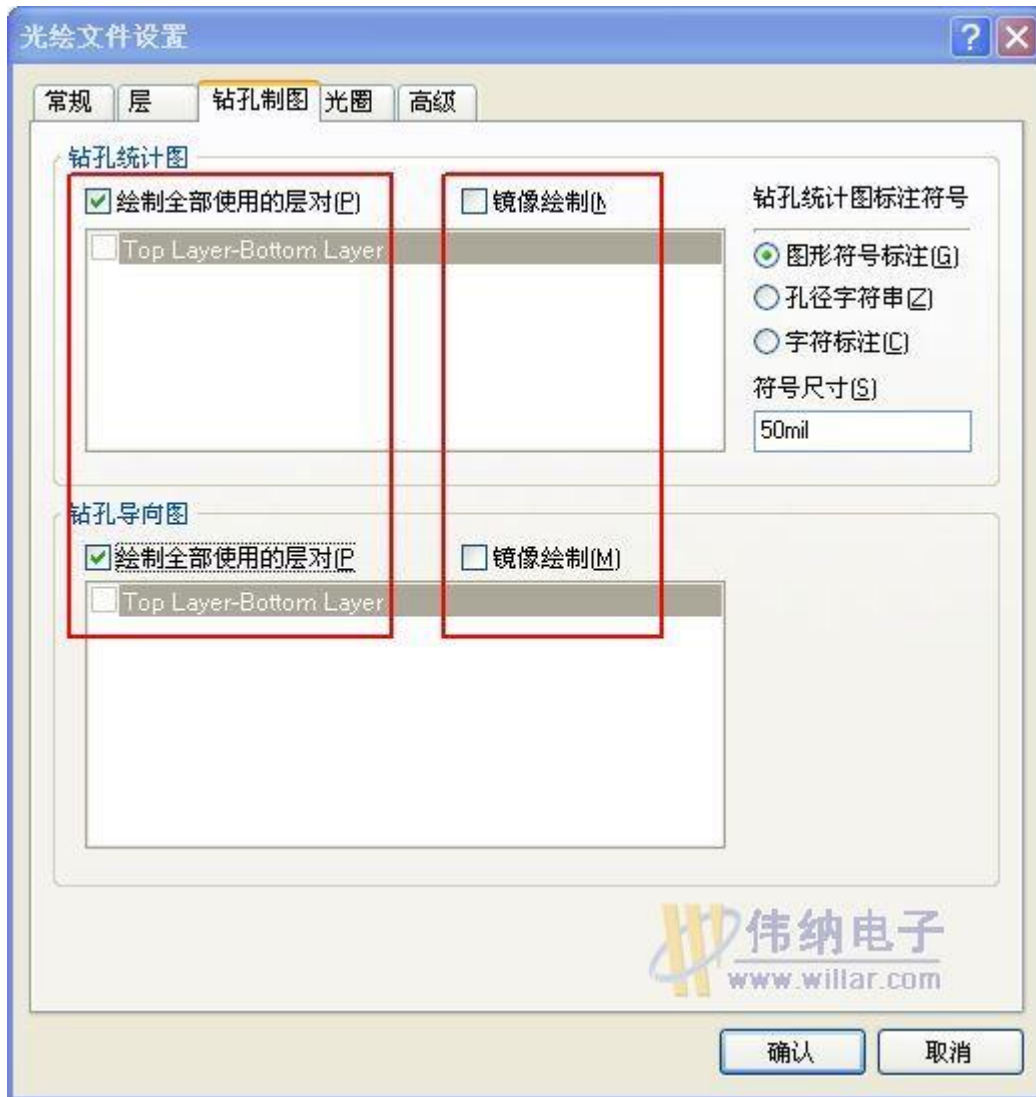 光绘文件设置
常规 层 钻孔制图 光圈 高级
钻孔统计图
绘制全部使用的层对(P) 镜像绘制(
Top Layer-Bottom Layer
钻孔统计图标注符号
图形符号标注(G)
孔径字符串(Z)
字符标注(C)
符号尺寸(S)
50mil
钻孔导向图
绘制全部使用的层对(P 镜像绘制(M)
Top Layer-Bottom Layer
伟纳电子
www.willar.com
确认 取消